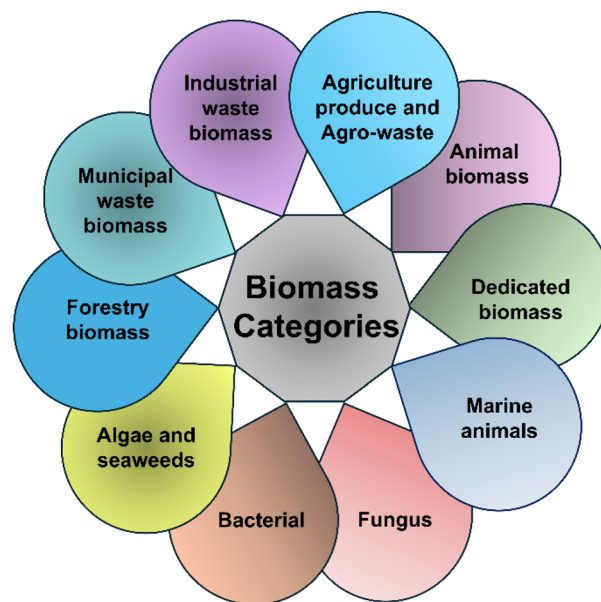 Biomass
Categories
Agriculture
produce and
Agro-waste
Animal
biomass
Dedicated
biomass
Marine
animals
Fungus
Bacterial
Algae and
seaweeds
Forestry
biomass
Municipal
waste
biomass
Industrial
waste
biomass